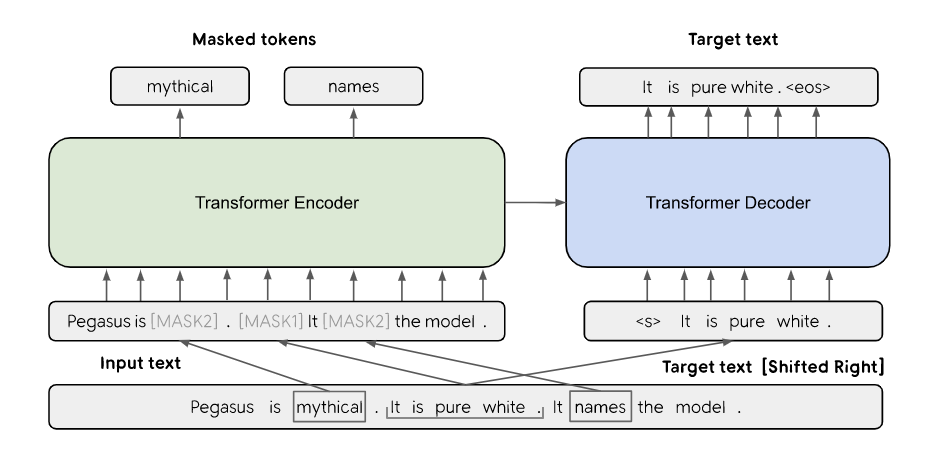 Masked tokens
Target text
mythical
names
It is pure white . <eos>
Transformer Encoder
Transformer Decoder
Pegasus is [MASK2] . [MASK1] It [MASK2] the model .
<s> It is pure white .
Input text
Target text [Shifted Right]
Pegasus is mythical . It is pure white . It names the model .